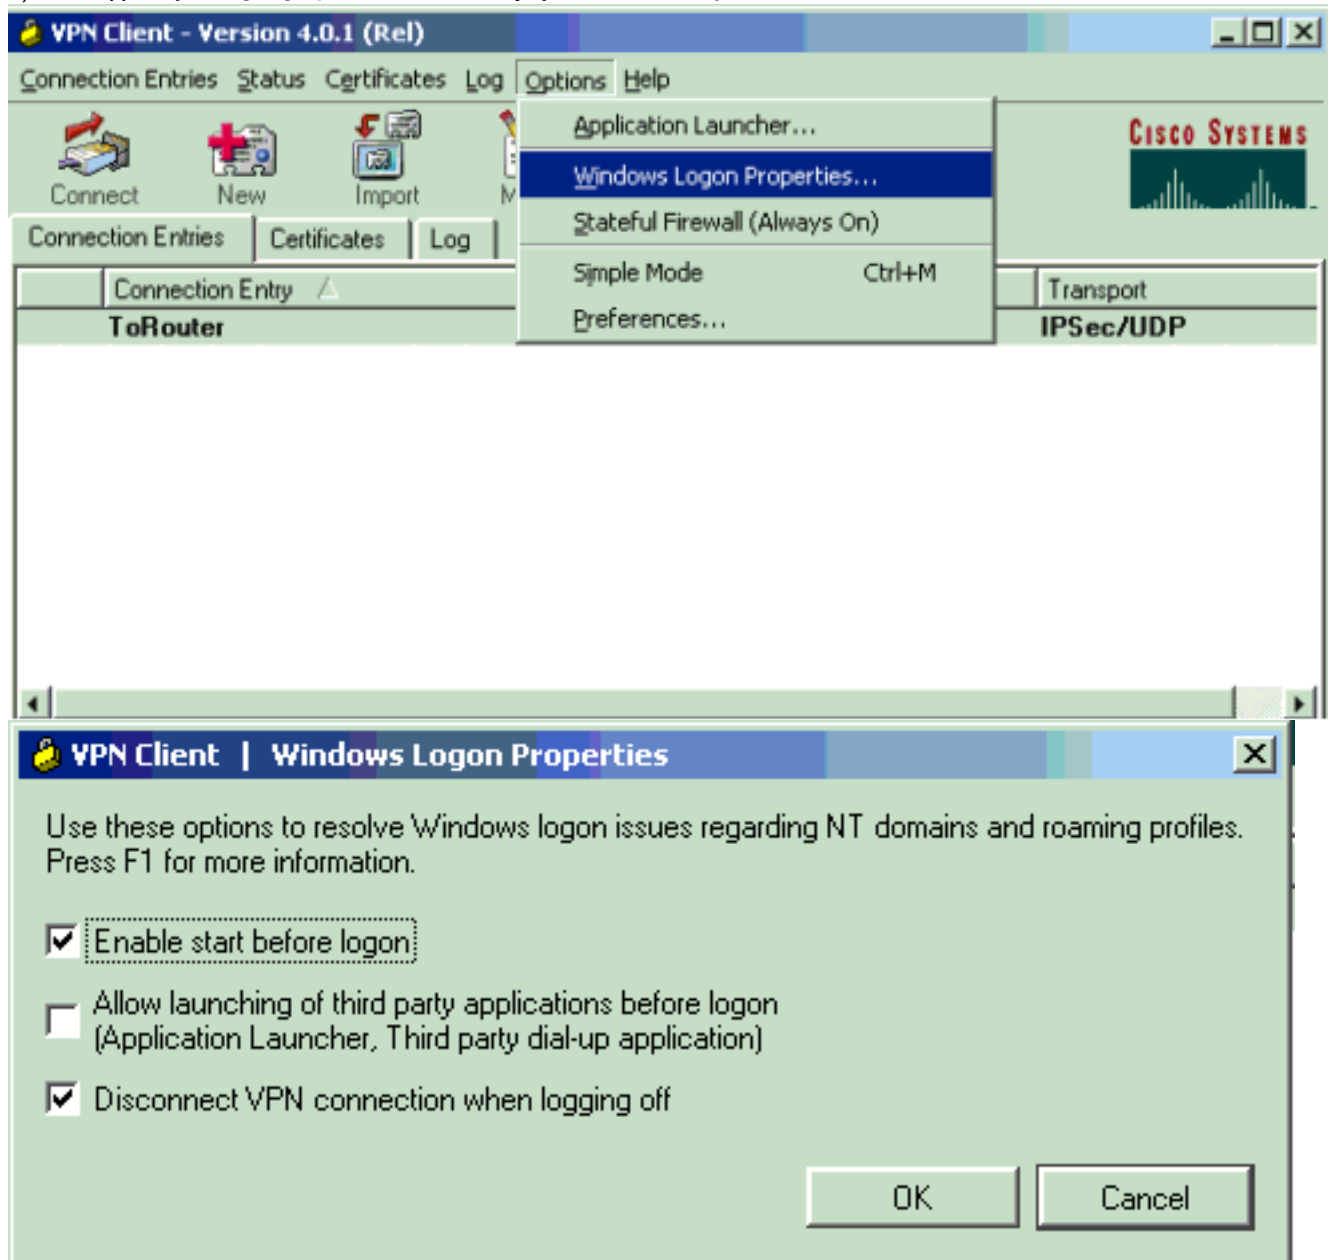 VPN Client - Version 4.0.1 (Rel)
Connection Entries Status Certificates Log Options Help
Application Launcher...
Windows Logon Properties...
Stateful Firewall (Always On)
Simple Mode Ctrl+M
Preferences...
CISCO SYSTEMS
Connect New Import M
Connection Entries Certificates Log
Connection Entry Transport
ToRouter IPSec/UDP
VPN Client | Windows Logon Properties
Use these options to resolve Windows logon issues regarding NT domains and roaming profiles.
Press F1 for more information.
Enable start before logon
Allow launching of third party applications before logon
(Application Launcher, Third party dial-up application)
Disconnect VPN connection when logging off
OK Cancel